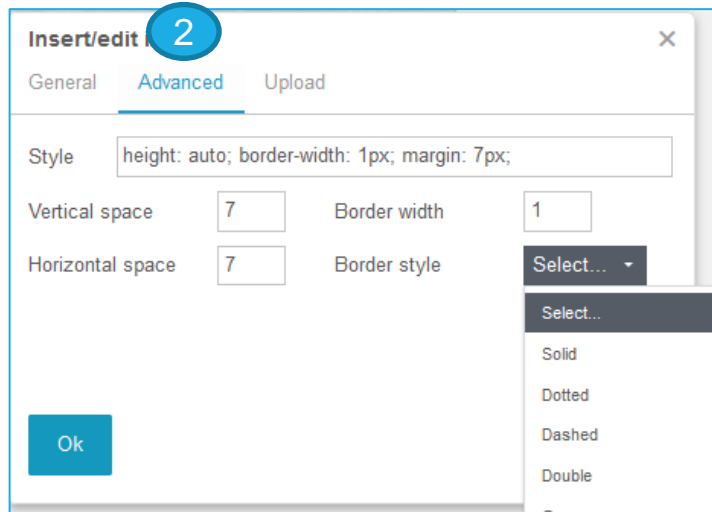 Insert/edit
2
General Advanced Upload
Style height: auto; border-width: 1px; margin: 7px;
Vertical space 7 Border width 1
Horizontal space 7 Border style Select...
Select...
Solid
Dotted
Dashed
Double
Ok